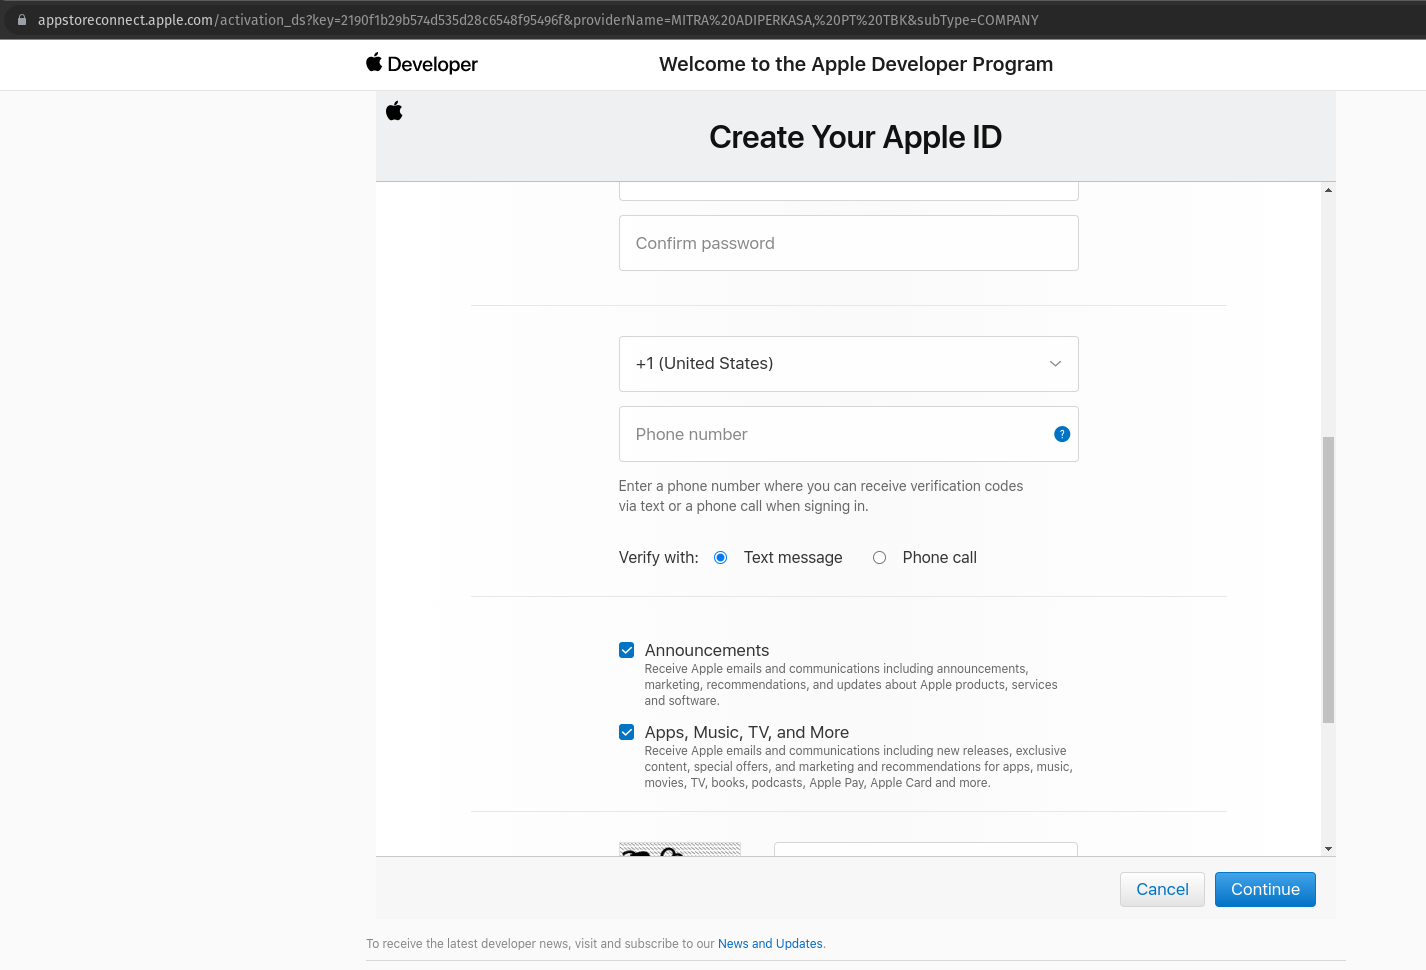 appstoreconnect.apple.com/activation_ds?key=2190f1b29b574d535d28c6548f95496f&providerName=MITRA%20ADIPERKASA,%20PT%20TBK&subType=COMPANY
Developer
Welcome to the Apple Developer Program
Create Your Apple ID
Confirm password
+1 (United States)
Phone number
?
Enter a phone number where you can receive verification codes
via text or a phone call when signing in.
Verify with: Text message Phone call
Announcements
Receive Apple emails and communications including announcements,
marketing, recommendations, and updates about Apple products, services
and software.
Apps, Music, TV, and More
Receive Apple emails and communications including new releases, exclusive
content, special offers, and marketing and recommendations for apps, music,
movies, TV, books, podcasts, Apple Pay, Apple Card and more.
Cancel
Continue
To receive the latest developer news, visit and subscribe to our News and Updates.